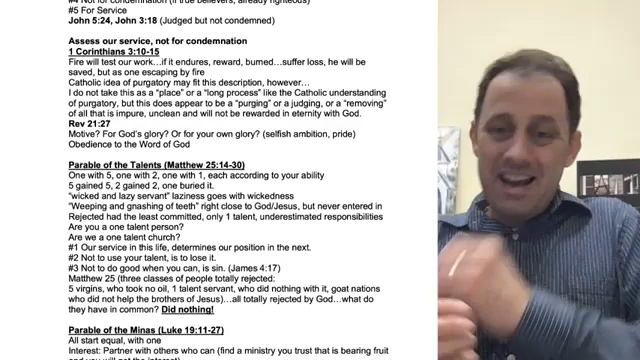 #4 Not for condemnation (if true believers, already righteous)
#5 For Service
John 5:24, John 3:18 (Judged but not condemned)
Assess our service, not for condemnation
1 Corinthians 3:10-15
Fire will test our work…if it endures, reward, burned…suffer loss, he will be
saved, but as one escaping by fire
Catholic idea of purgatory may fit this description, however…
I do not take this as a “place” or a “long process” like the Catholic understanding
of purgatory, but this does appear to be a “purging” or a judging, or a “removing”
of all that is impure, unclean and will not be rewarded in eternity with God.
Rev 21:27
Motive? For God’s glory? Or for your own glory? (selfish ambition, pride)
Obedience to the Word of God
Parable of the Talents (Matthew 25:14-30)
One with 5, one with 2, one with 1, each according to your ability
5 gained 5, 2 gained 2, one buried it.
“wicked and lazy servant” laziness goes with wickedness
“Weeping and gnashing of teeth” right close to God/Jesus, but never entered in
Rejected had the least committed, only 1 talent, underestimated responsibilities
Are you a one talent person?
Are we a one talent church?
#1 Our service in this life, determines our position in the next.
#2 Not to use your talent, is to lose it.
#3 Not to do good when you can, is sin. (James 4:17)
Matthew 25 (three classes of people totally rejected:
5 virgins, who took no oil, 1 talent servant, who did nothing with it, goat nations
who did not help the brothers of Jesus)…all totally rejected by God…what do
they have in common? Did nothing!
Parable of the Minas (Luke 19:11-27)
All start equal, with one
Interest: Partner with others who can (find a ministry you trust that is bearing fruit